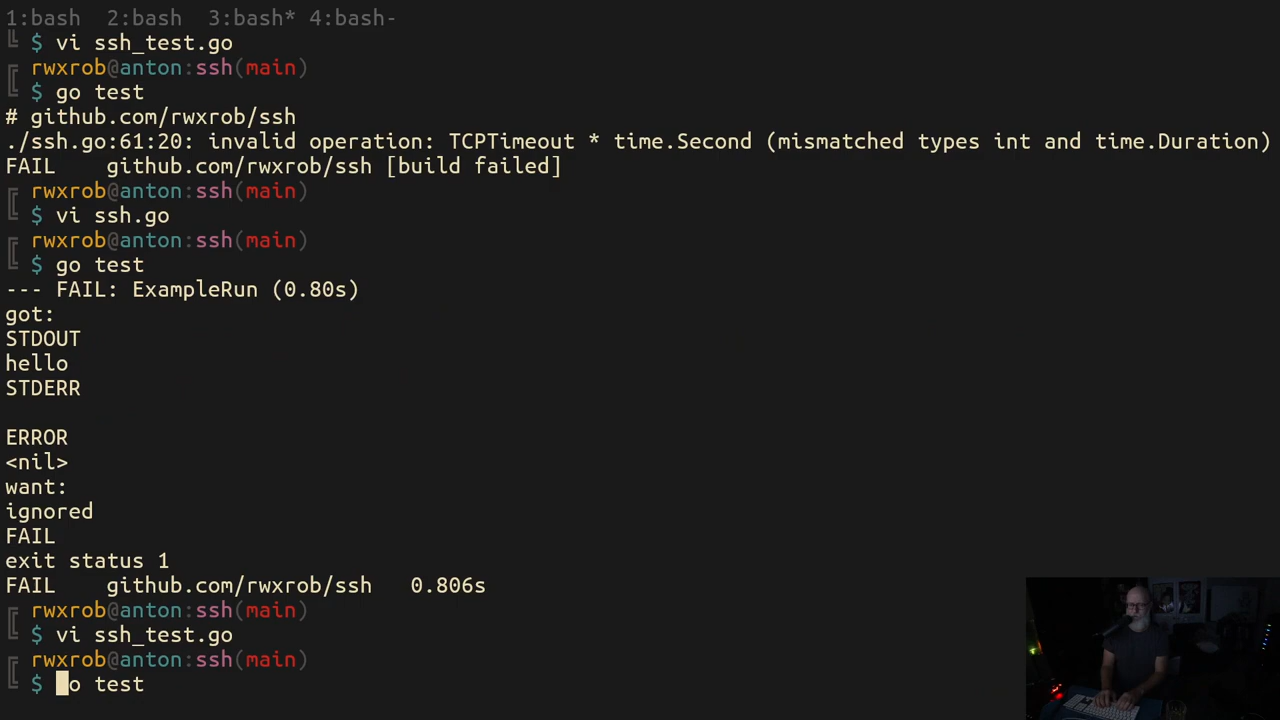 1:bash  2:bash  3:bash* 4:bash-
$ vi ssh_test.go
rwxrob@anton:ssh(main)
$ go test
# github.com/rwxrob/ssh
./ssh.go:61:20: invalid operation: TCPTimeout * time.Second (mismatched types int and time.Duration)
FAIL    github.com/rwxrob/ssh [build failed]
rwxrob@anton:ssh(main)
$ vi ssh.go
rwxrob@anton:ssh(main)
$ go test
--- FAIL: ExampleRun (0.80s)
got:
STDOUT
hello
STDERR
ERROR
<nil>
want:
ignored
FAIL
exit status 1
FAIL    github.com/rwxrob/ssh   0.806s
rwxrob@anton:ssh(main)
$ vi ssh_test.go
rwxrob@anton:ssh(main)
$ o test